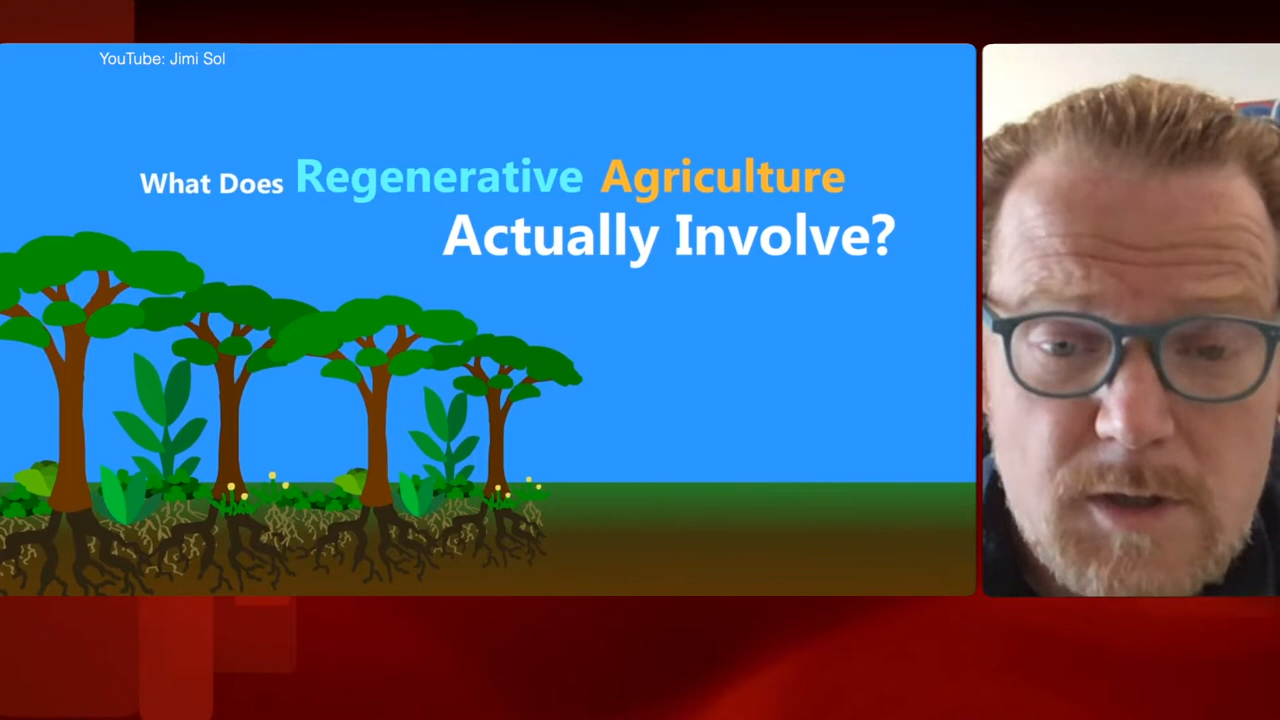 YouTube: Jimi Sol
What Does Regenerative Agriculture
Actually Involve?